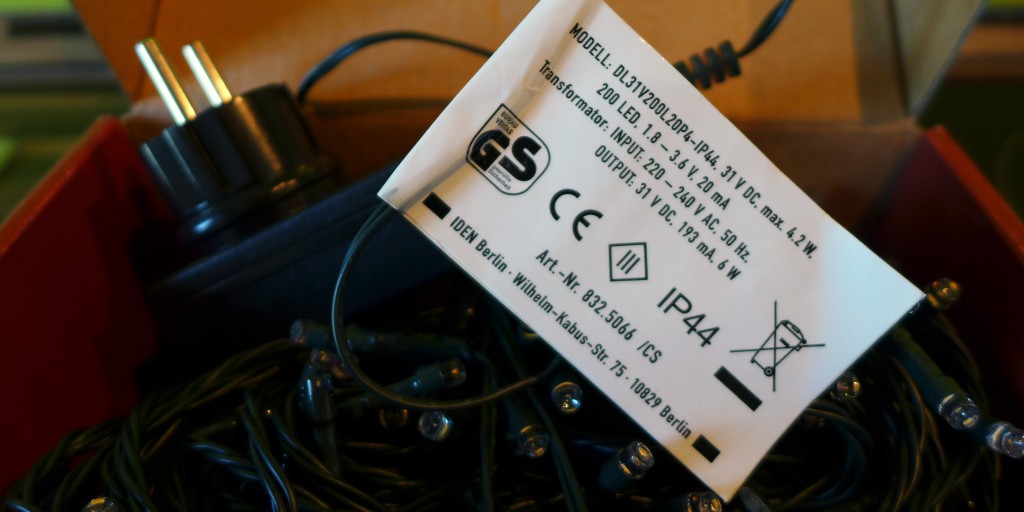 MODELL: DL31V200L20P4-IP44, 31 V DC. max. 4.2 W.
200 LED. 1.8 – 3.6 V. 20 mA
Transformator: INPUT: 220 – 240 V AC. 50 Hz.
OUTPUT: 31 V DC. 193 mA. 6 W
GS
geprüfte
Sicherheit
CE
IP44
Art.-Nr. 832.5066 /CS
IDEN Berlin · Wilhelm-Kabus-Str. 75 · 10829 Berlin